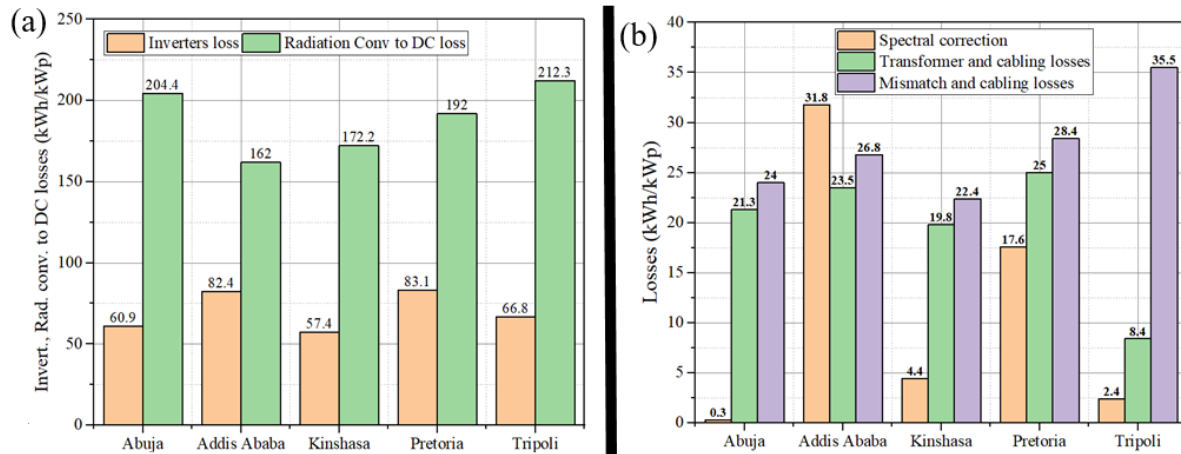 (a)
Inverters loss
Radiation Conv to DC loss
Invert., Rad. conv. to DC losses (kWh/kWp)
250
200
150
100
50
0
204.4
162
172.2
192
212.3
60.9
82.4
57.4
83.1
66.8
Abuja
Addis Ababa
Kinshasa
Pretoria
Tripoli
(b)
Spectral correction
Transformer and cabling losses
Mismatch and cabling losses
Losses (kWh/kWp)
40
35
30
25
20
15
10
5
0
0.3
21.3
24
31.8
23.5
26.8
4.4
19.8
22.4
17.6
25
28.4
2.4
8.4
35.5
Abuja
Addis Ababa
Kinshasa
Pretoria
Tripoli